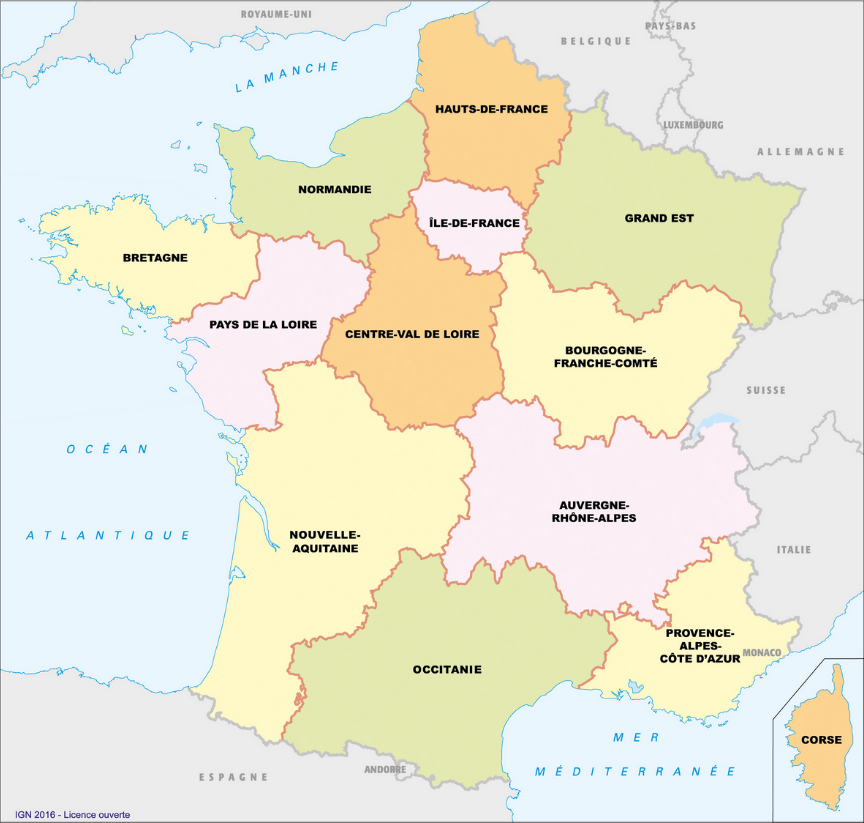 ROYAUME-UNI
PAYS-BAS
BELGIQUE
LA MANCHE
HAUTS-DE-FRANCE
LUXEMBOURG
ALLEMAGNE
NORMANDIE
ÎLE-DE-FRANCE
GRAND EST
BRETAGNE
PAYS DE LA LOIRE
CENTRE-VAL DE LOIRE
BOURGOGNE-
FRANCHE-COMTÉ
SUISSE
OCÉAN
ATLANTIQUE
AUVERGNE-
RHÔNE-ALPES
NOUVELLE-
AQUITAINE
ITALIE
PROVENCE-
ALPES-
CÔTE D'AZUR
MONACO
OCCITANIE
MER
MÉDITERRANÉE
CORSE
ESPAGNE
ANDORRE
IGN 2016 - Licence ouverte